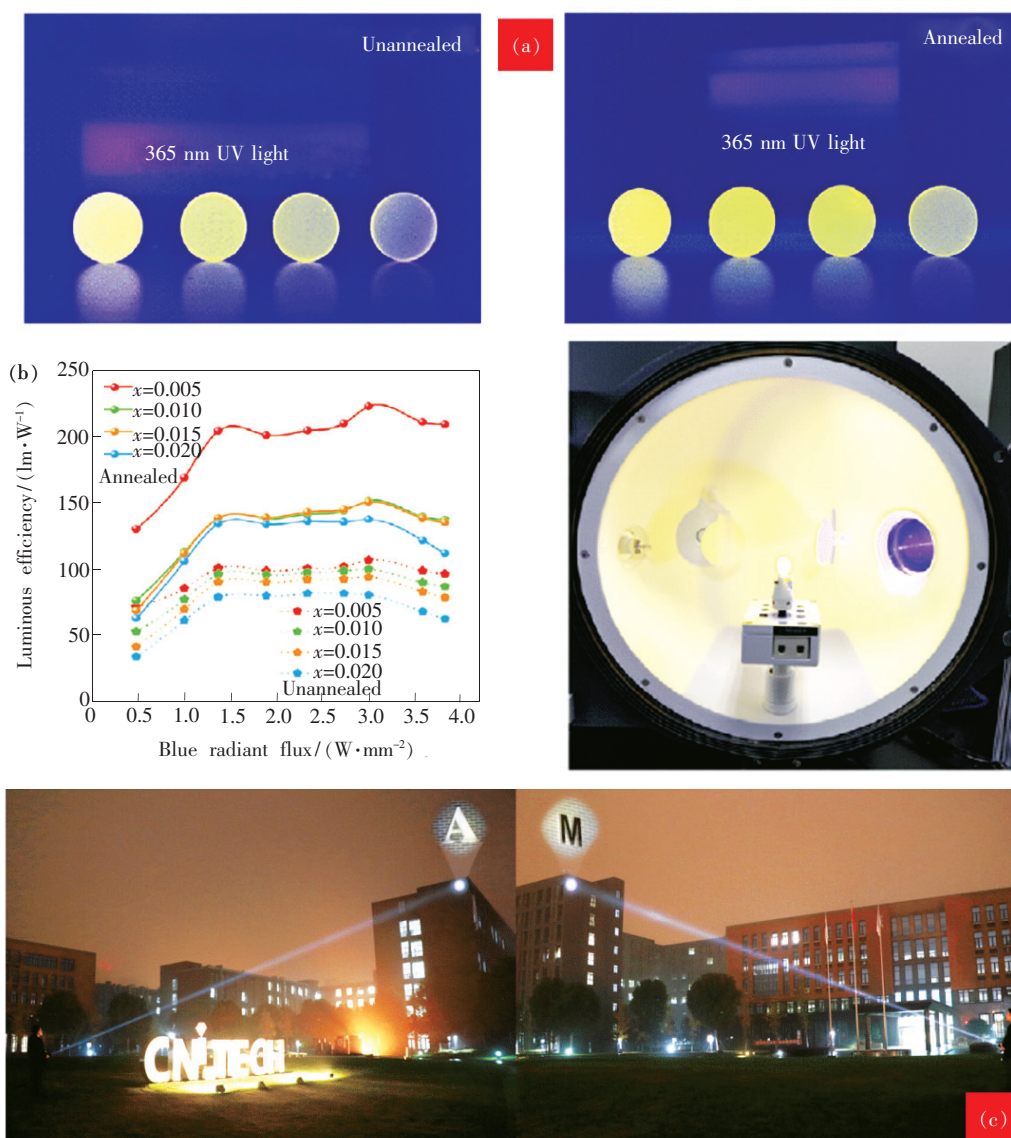 Unannealed
(a)
Annealed
365 nm UV light
365 nm UV light
(b)
250
200
150
100
50
0
x=0.005
x=0.010
x=0.015
x=0.020
Annealed
x=0.005
x=0.010
x=0.015
x=0.020
Unannealed
0 0.5 1.0 1.5 2.0 2.5 3.0 3.5 4.0
Luminous efficiency/(lm·W⁻¹)
Blue radiant flux/(W·mm⁻²)
A
M
CNiTECH
(c)